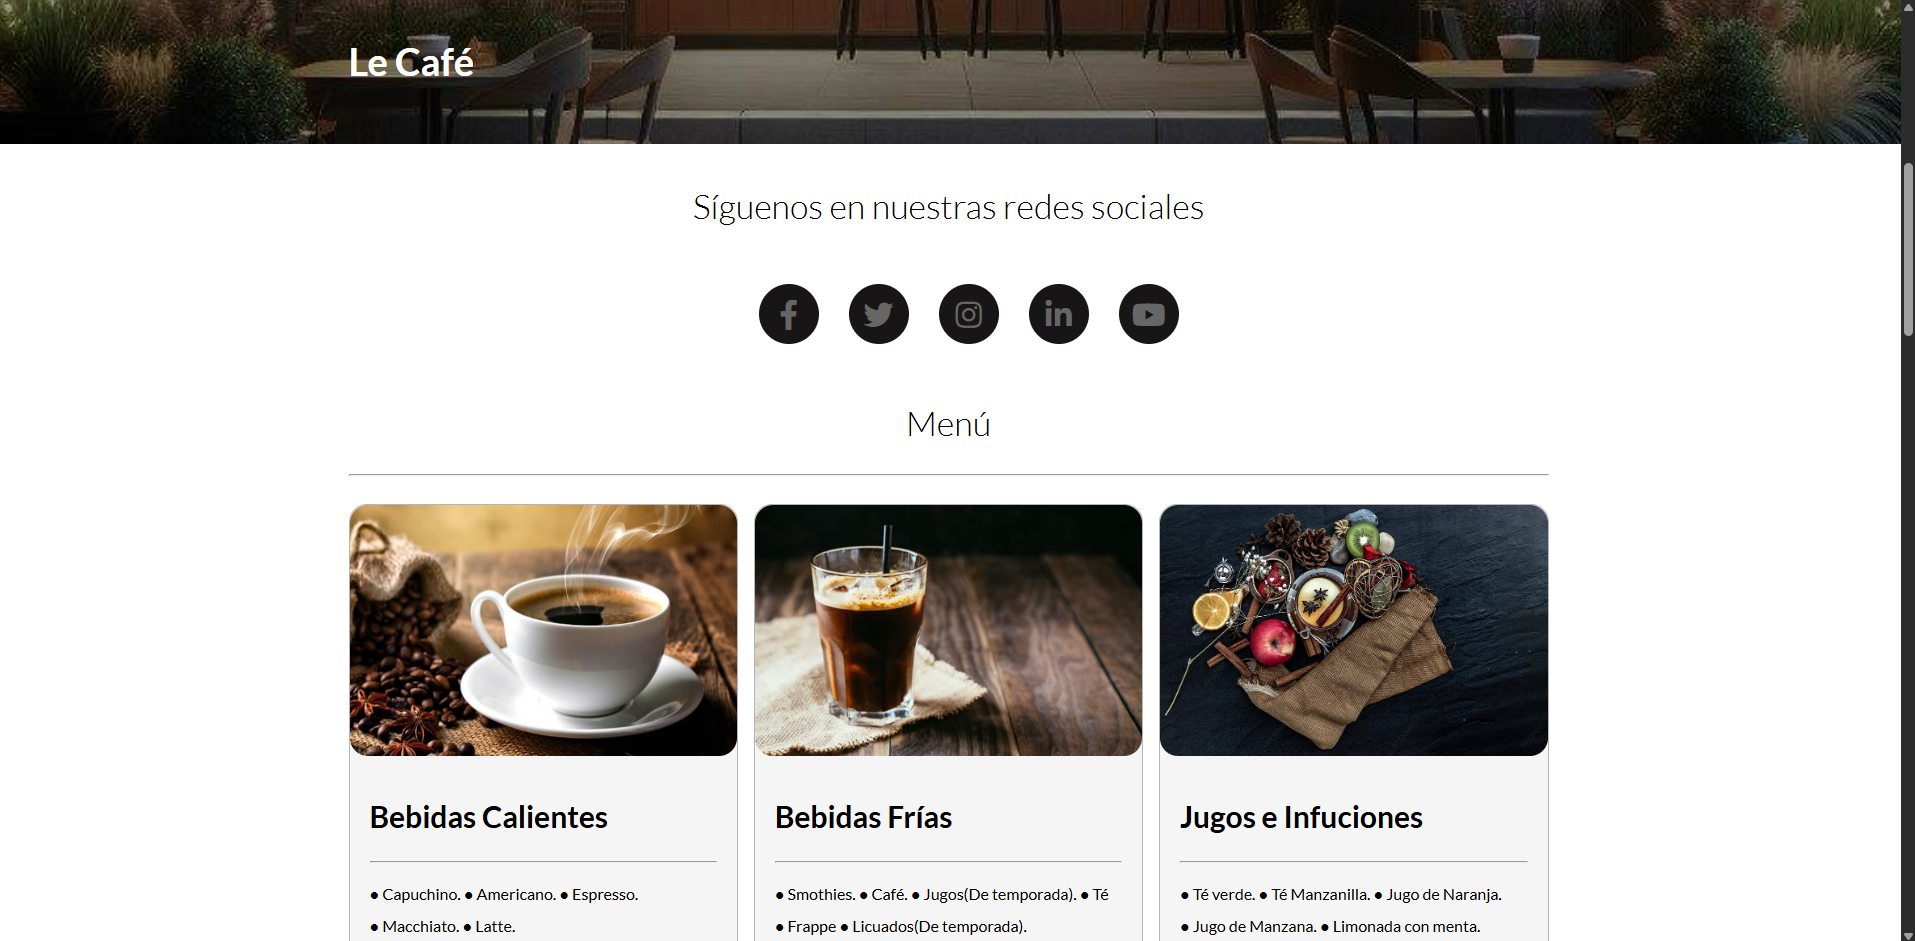 Le Café
Síguenos en nuestras redes sociales
Menú
Bebidas Calientes
● Capuchino. ● Americano. ● Espresso.
● Macchiato. ● Latte.
Bebidas Frías
● Smothies. ● Café. ● Jugos(De temporada). ● Té
● Frappe ● Licuados(De temporada).
Jugos e Infuciones
● Té verde. ● Té Manzanilla. ● Jugo de Naranja.
● Jugo de Manzana. ● Limonada con menta.